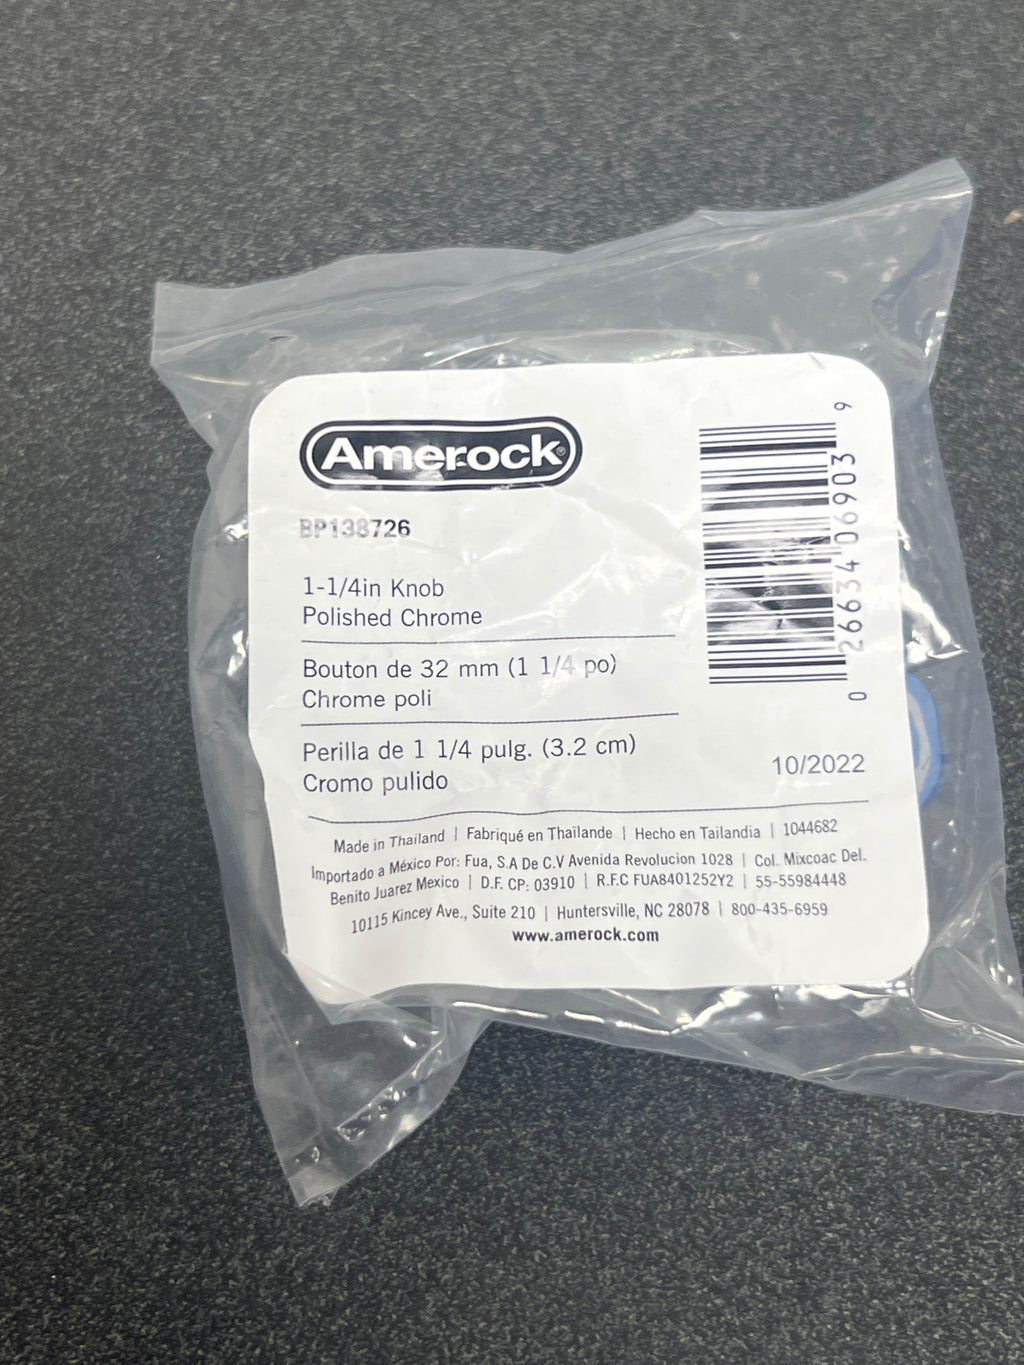 Amerock®
BP138726
1-1/4in Knob
Polished Chrome
Bouton de 32 mm (1 1/4 po)
Chrome poli
Perilla de 1 1/4 pulg. (3.2 cm)
Cromo pulido
0 26634 06903 9
10/2022
Made in Thailand | Fabriqué en Thaïlande | Hecho en Tailandia | 1044682
Importado a México Por: Fua, S.A De C.V Avenida Revolucion 1028 | Col. Mixcoac Del.
Benito Juarez Mexico | D.F. CP: 03910 | R.F.C FUA8401252Y2 | 55-55984448
10115 Kincey Ave., Suite 210 | Huntersville, NC 28078 | 800-435-6959
www.amerock.com